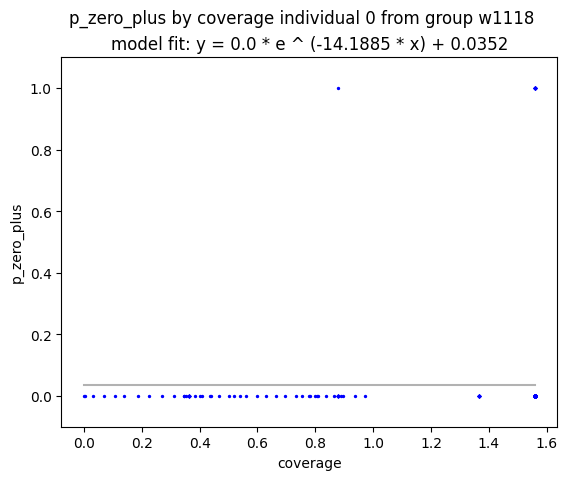 p_zero_plus by coverage individual 0 from group w1118
model fit: y = 0.0 * e ^ (-14.1885 * x) + 0.0352
1.0
0.8
0.6
0.4
0.2
0.0
p_zero_plus
0.0 0.2 0.4 0.6 0.8 1.0 1.2 1.4 1.6
coverage